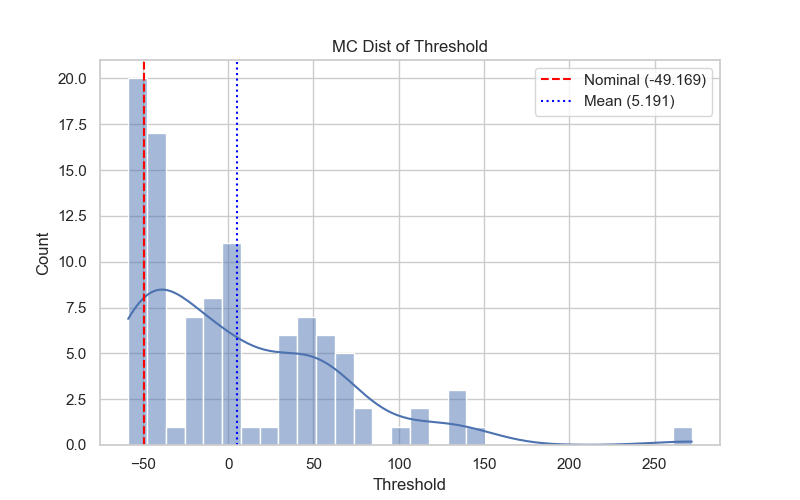 MC Dist of Threshold
Nominal (-49.169)
Mean (5.191)
Count
20.0
17.5
15.0
12.5
10.0
7.5
5.0
2.5
0.0
−50 0 50 100 150 200 250
Threshold